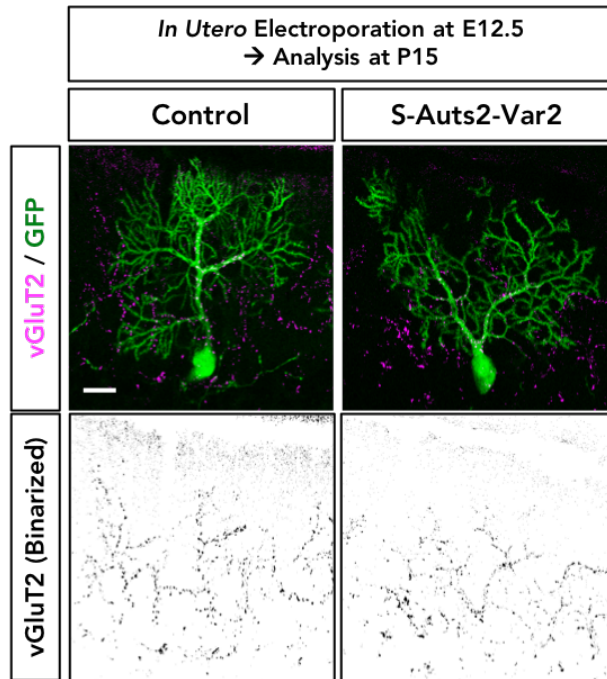 In Utero Electroporation at E12.5
→ Analysis at P15
Control
S-Auts2-Var2
vGluT2 / GFP
vGluT2 (Binarized)